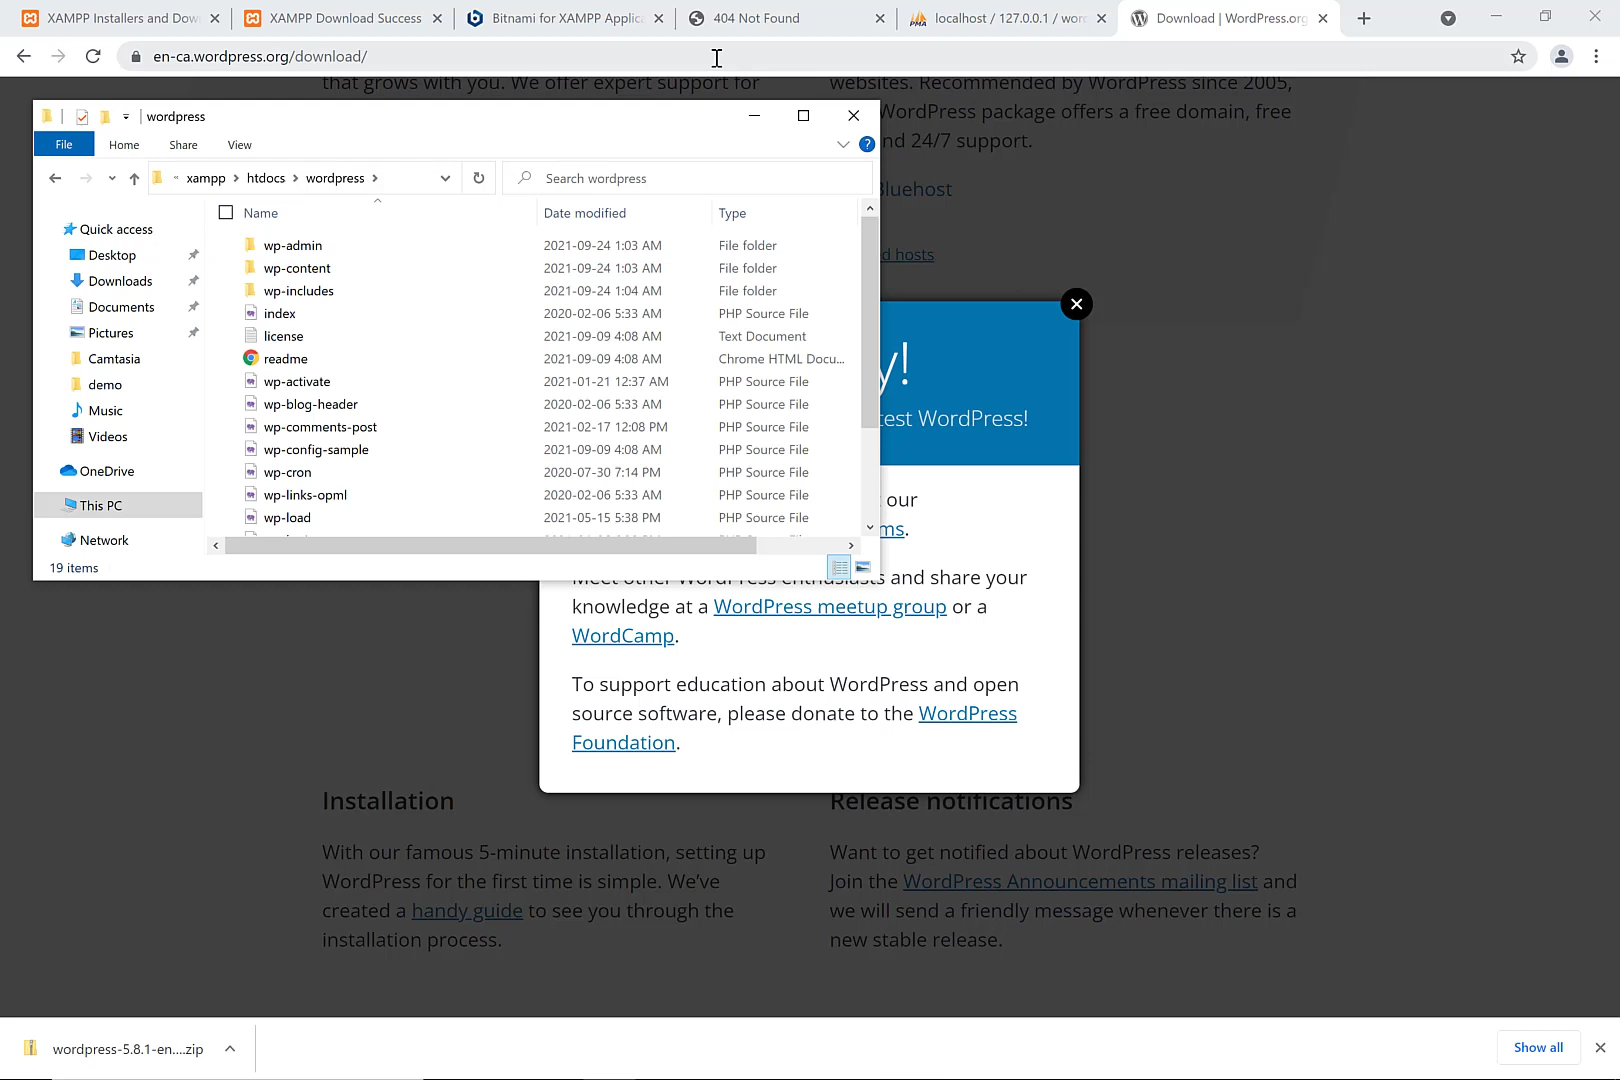 XAMPP Installers and Dow
XAMPP Download Success
Bitnami for XAMPP Applic
404 Not Found
localhost / 127.0.0.1 / wor
Download | WordPress.org
en-ca.wordpress.org/download/
that grows with you. We offer expert support for
websites. Recommended by WordPress since 2005,
WordPress package offers a free domain, free
nd 24/7 support.
Bluehost
d hosts
wordpress
File Home Share View
xampp htdocs wordpress
Search wordpress
Quick access
Desktop
Downloads
Documents
Pictures
Camtasia
demo
Music
Videos
OneDrive
This PC
Network
Name Date modified Type
wp-admin 2021-09-24 1:03 AM File folder
wp-content 2021-09-24 1:03 AM File folder
wp-includes 2021-09-24 1:04 AM File folder
index 2020-02-06 5:33 AM PHP Source File
license 2021-09-09 4:08 AM Text Document
readme 2021-09-09 4:08 AM Chrome HTML Docu...
wp-activate 2021-01-21 12:37 AM PHP Source File
wp-blog-header 2020-02-06 5:33 AM PHP Source File
wp-comments-post 2021-02-17 12:08 PM PHP Source File
wp-config-sample 2021-09-09 4:08 AM PHP Source File
wp-cron 2020-07-30 7:14 PM PHP Source File
wp-links-opml 2020-02-06 5:33 AM PHP Source File
wp-load 2021-05-15 5:38 PM PHP Source File
19 items
y!
test WordPress!
our
ms.
Meet other WordPress enthusiasts and share your
knowledge at a WordPress meetup group or a
WordCamp.
To support education about WordPress and open
source software, please donate to the WordPress
Foundation.
Installation
With our famous 5-minute installation, setting up
WordPress for the first time is simple. We've
created a handy guide to see you through the
installation process.
Release notifications
Want to get notified about WordPress releases?
Join the WordPress Announcements mailing list and
we will send a friendly message whenever there is a
new stable release.
wordpress-5.8.1-en....zip
Show all